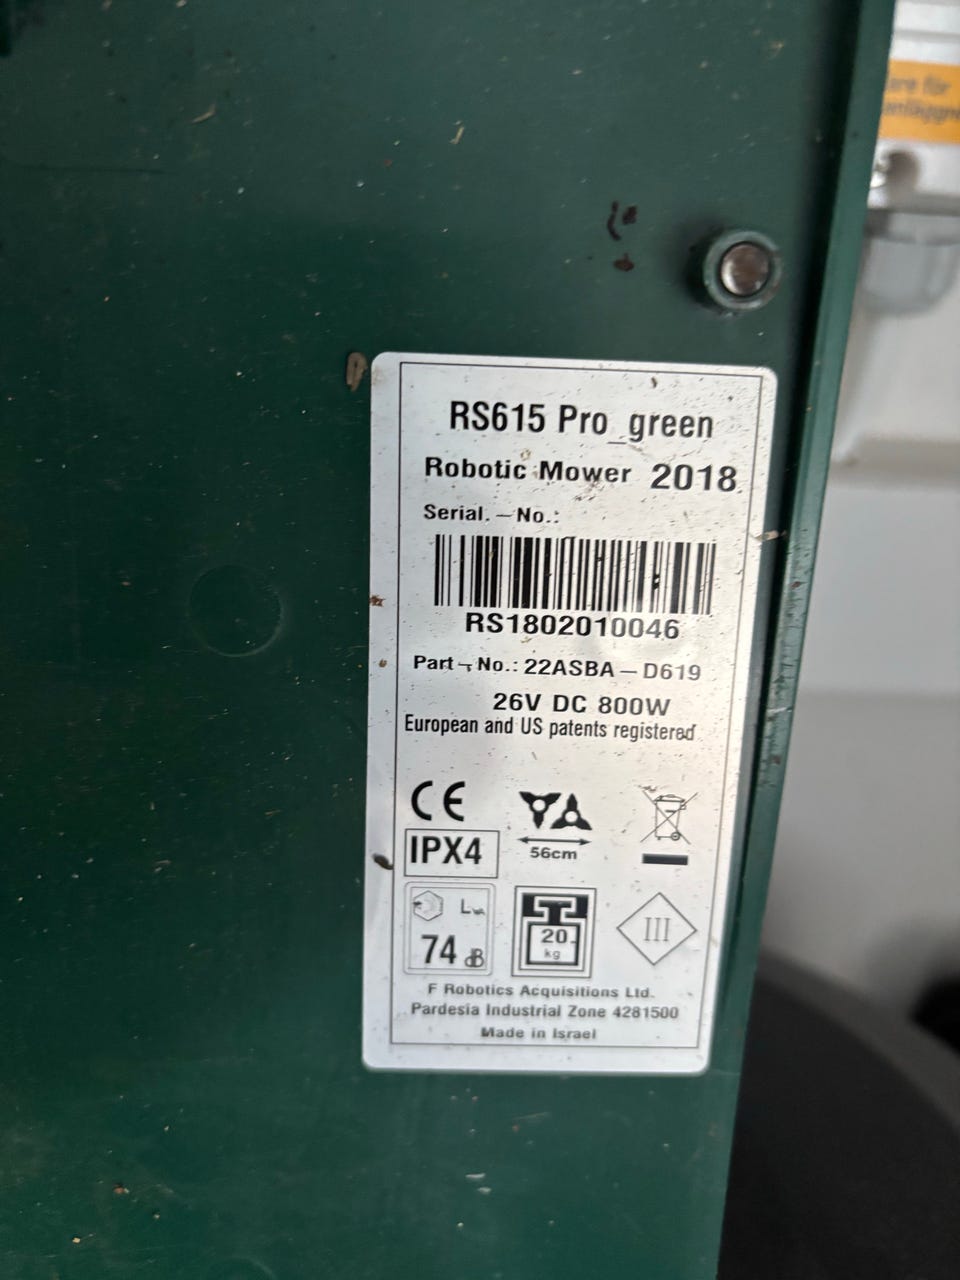 RS615 Pro_green
Robotic Mower 2018
Serial. – No.:
RS1802010046
Part – No.: 22ASBA – D619
26V DC 800W
European and US patents registered
CE
IPX4
56cm
LWA
74 dB
20 kg
III
F Robotics Acquisitions Ltd.
Pardesia Industrial Zone 4281500
Made in Israel
för